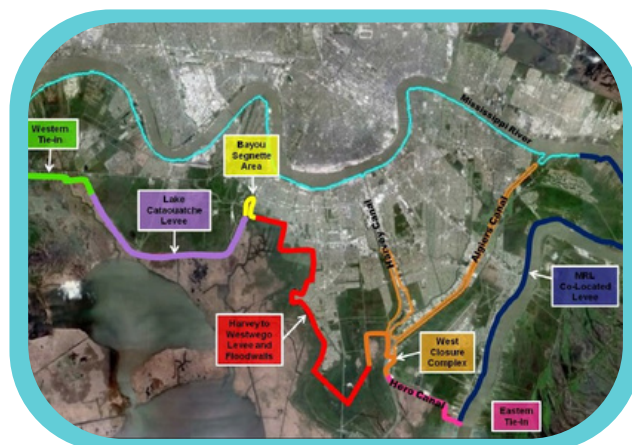 Mississippi River
Western
Tie-in
Bayou
Segnette
Area
Lake
Cataouatche
Levee
Harvey Canal
Algiers Canal
MRL
Co-Located
Levee
Harvey to
Westwego
Levee and
Floodwalls
West
Closure
Complex
Hero Canal
Eastern
Tie-in